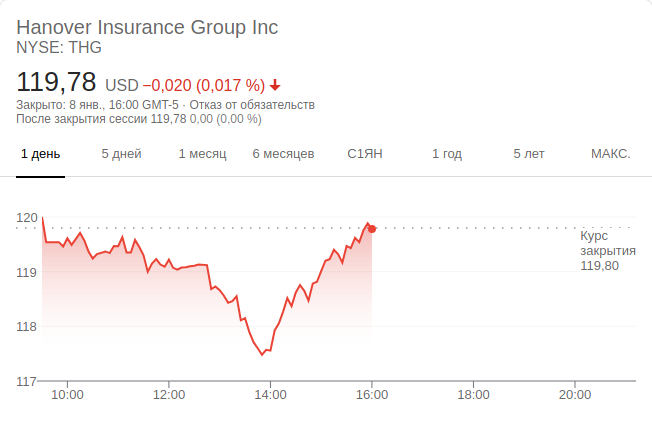 Hanover Insurance Group Inc
NYSE: THG
119,78 USD −0,020 (0,017 %)
Закрыто: 8 янв., 16:00 GMT-5 · Отказ от обязательств
После закрытия сессии 119,78 0,00 (0,00 %)
1 день 5 дней 1 месяц 6 месяцев С1ЯН 1 год 5 лет МАКС.
120
Курс
закрытия
119,80
119
118
117
10:00 12:00 14:00 16:00 18:00 20:00